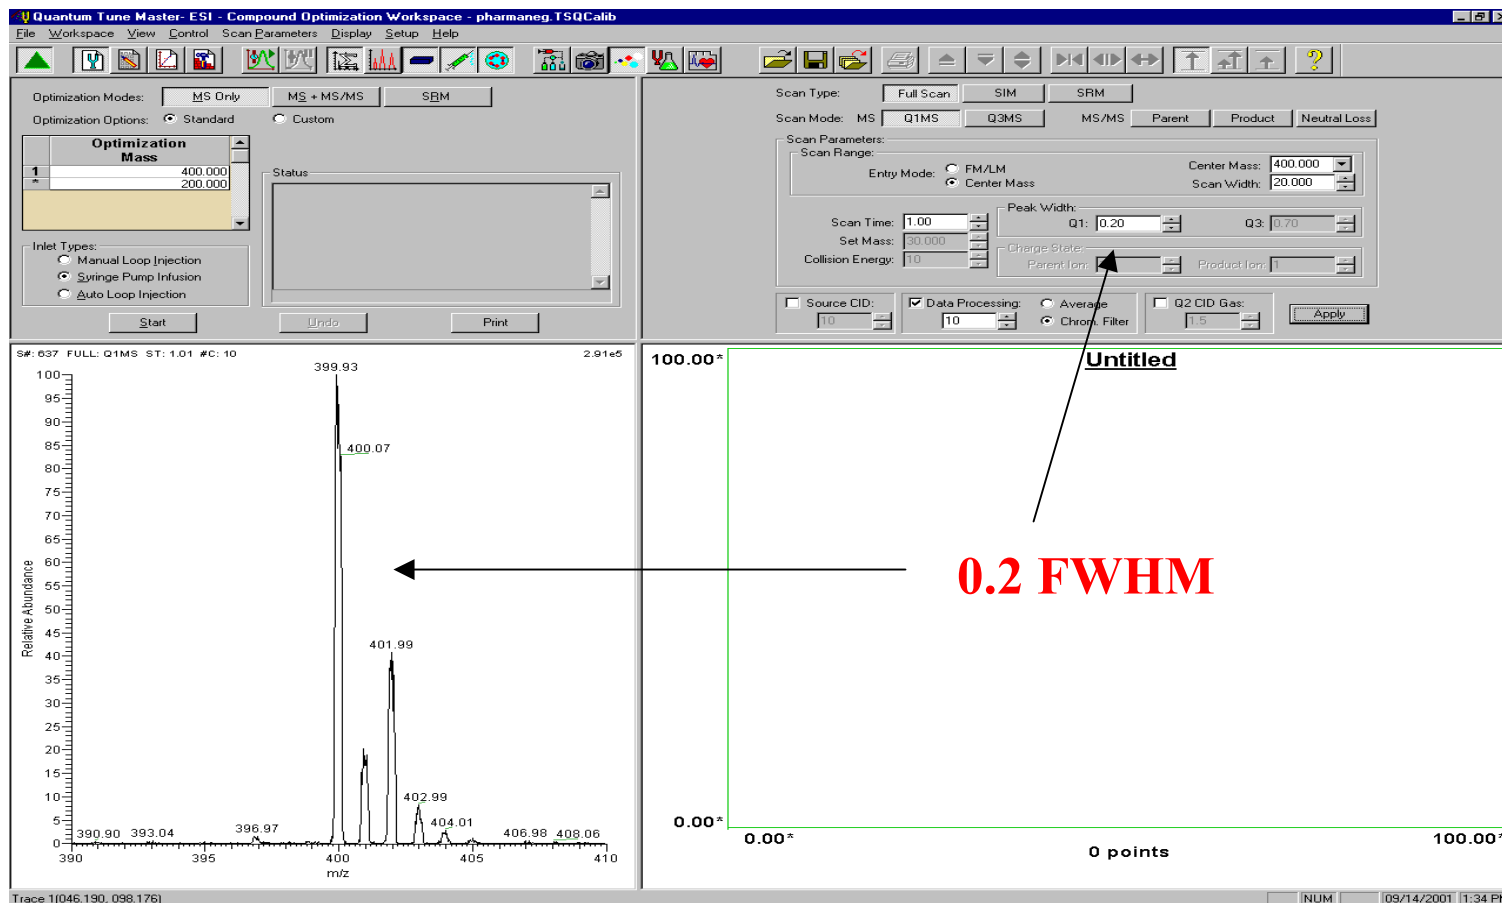 Quantum Tune Master- ESI - Compound Optimization Workspace - pharmaneg.TSQCalib
File Workspace View Control Scan Parameters Display Setup Help
Optimization Modes: MS Only MS + MS/MS SRM
Optimization Options: Standard Custom
Optimization
Mass
1 400.000
* 200.000
Status
Inlet Types:
Manual Loop Injection
Syringe Pump Infusion
Auto Loop Injection
Start Undo Print
Scan Type: Full Scan SIM SRM
Scan Mode: MS Q1MS Q3MS MS/MS Parent Product Neutral Loss
Scan Parameters:
Scan Range:
Entry Mode: FM/LM
Center Mass
Center Mass: 400.000
Scan Width: 20.000
Scan Time: 1.00
Set Mass: 30.000
Collision Energy: 10
Peak Width:
Q1: 0.20 Q3: 0.70
Charge State:
Parent Ion: Product Ion: 1
Source CID:
10
Data Processing: Average
10 Chrom. Filter
Q2 CID Gas:
1.5
Apply
S#: 637 FULL: Q1MS ST: 1.01 #C: 10 2.91e5
399.93
400.07
401.99
402.99
404.01
390.90 393.04 396.97 406.98 408.06
100
95
90
85
80
75
70
65
60
55
50
45
40
35
30
25
20
15
10
5
0
Relative Abundance
390 395 400 405 410
m/z
100.00*
Untitled
0.2 FWHM
0.00*
0.00* 100.00*
0 points
Trace 1(046.190, 098.176)
NUM 09/14/2001 1:34 PM